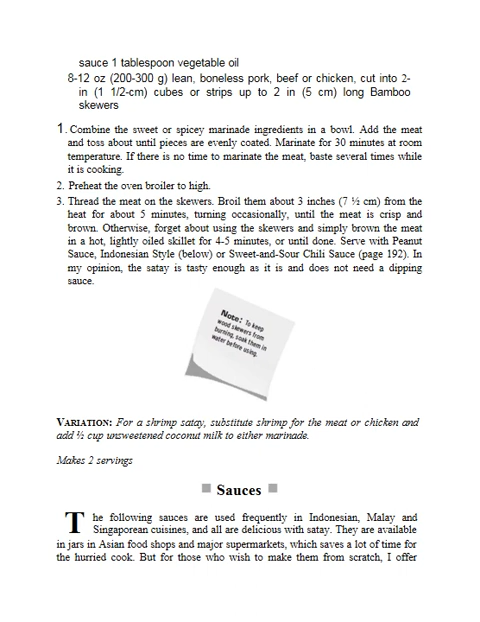 sauce 1 tablespoon vegetable oil
8-12 oz (200-300 g) lean, boneless pork, beef or chicken, cut into 2-
in (1 1/2-cm) cubes or strips up to 2 in (5 cm) long Bamboo
skewers
1. Combine the sweet or spicey marinade ingredients in a bowl. Add the meat
and toss about until pieces are evenly coated. Marinate for 30 minutes at room
temperature. If there is no time to marinate the meat, baste several times while
it is cooking.
2. Preheat the oven broiler to high.
3. Thread the meat on the skewers. Broil them about 3 inches (7 ½ cm) from the
heat for about 5 minutes, turning occasionally, until the meat is crisp and
brown. Otherwise, forget about using the skewers and simply brown the meat
in a hot, lightly oiled skillet for 4-5 minutes, or until done. Serve with Peanut
Sauce, Indonesian Style (below) or Sweet-and-Sour Chili Sauce (page 192). In
my opinion, the satay is tasty enough as it is and does not need a dipping
sauce.
Note: To keep
wood skewers from
burning, soak them in
water before using.
VARIATION: For a shrimp satay, substitute shrimp for the meat or chicken and
add ½ cup unsweetened coconut milk to either marinade.
Makes 2 servings
Sauces
The following sauces are used frequently in Indonesian, Malay and
Singaporean cuisines, and all are delicious with satay. They are available
in jars in Asian food shops and major supermarkets, which saves a lot of time for
the hurried cook. But for those who wish to make them from scratch, I offer